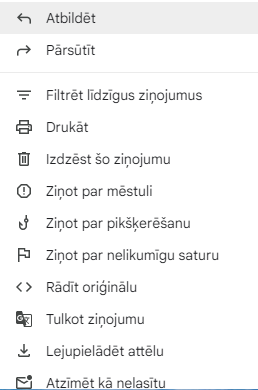 Atbildēt
Pārsūtīt
Filtrēt līdzīgus ziņojumus
Drukāt
Izdzēst šo ziņojumu
Ziņot par mēstuli
Ziņot par pikšķerēšanu
Ziņot par nelikumīgu saturu
Rādīt oriģinālu
Tulkot ziņojumu
Lejupielādēt attēlu
Atzīmēt kā nelasītu